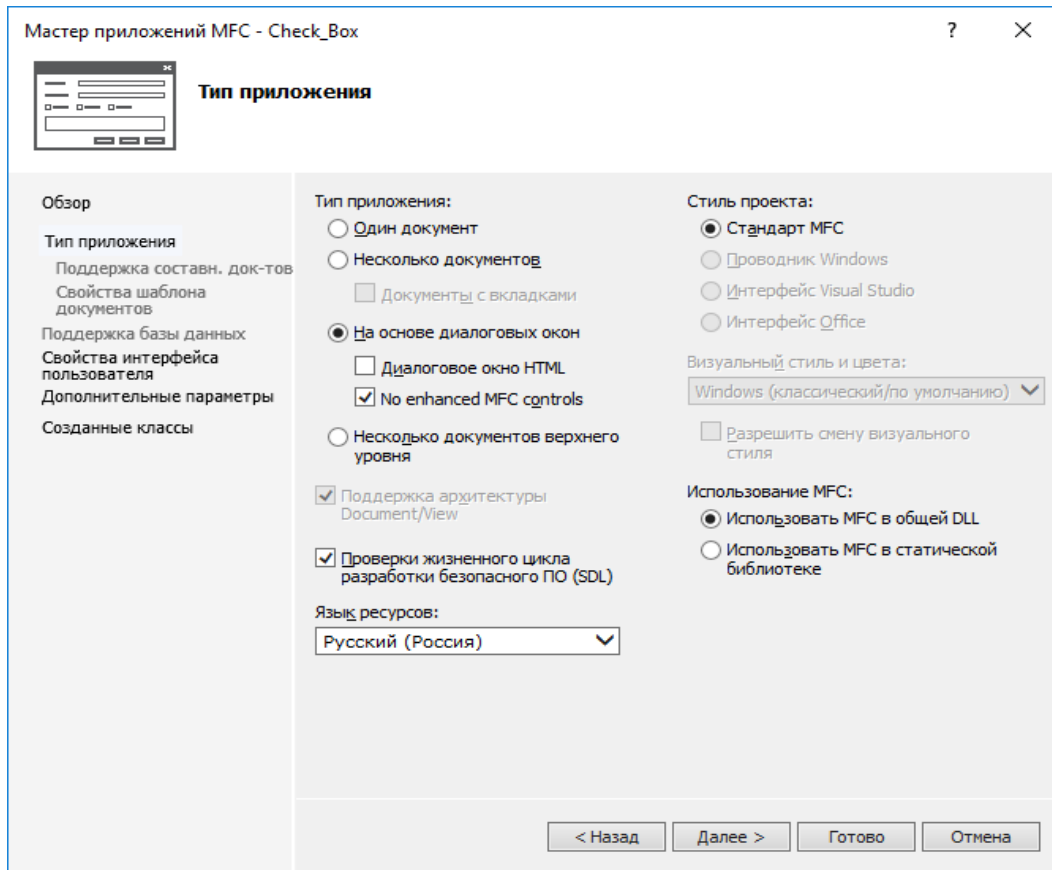 Мастер приложений MFC - Check_Box
?
Тип приложения
Обзор
Тип приложения
Поддержка составн. док-тов
Свойства шаблона
документов
Поддержка базы данных
Свойства интерфейса
пользователя
Дополнительные параметры
Созданные классы
Тип приложения:
Один документ
Несколько документов
Документы с вкладками
На основе диалоговых окон
Диалоговое окно HTML
No enhanced MFC controls
Несколько документов верхнего
уровня
Поддержка архитектуры
Document/View
Проверки жизненного цикла
разработки безопасного ПО (SDL)
Язык ресурсов:
Русский (Россия)
Стиль проекта:
Стандарт MFC
Проводник Windows
Интерфейс Visual Studio
Интерфейс Office
Визуальный стиль и цвета:
Windows (классический/по умолчанию)
Разрешить смену визуального
стиля
Использование MFC:
Использовать MFC в общей DLL
Использовать MFC в статической
библиотеке
< Назад
Далее >
Готово
Отмена